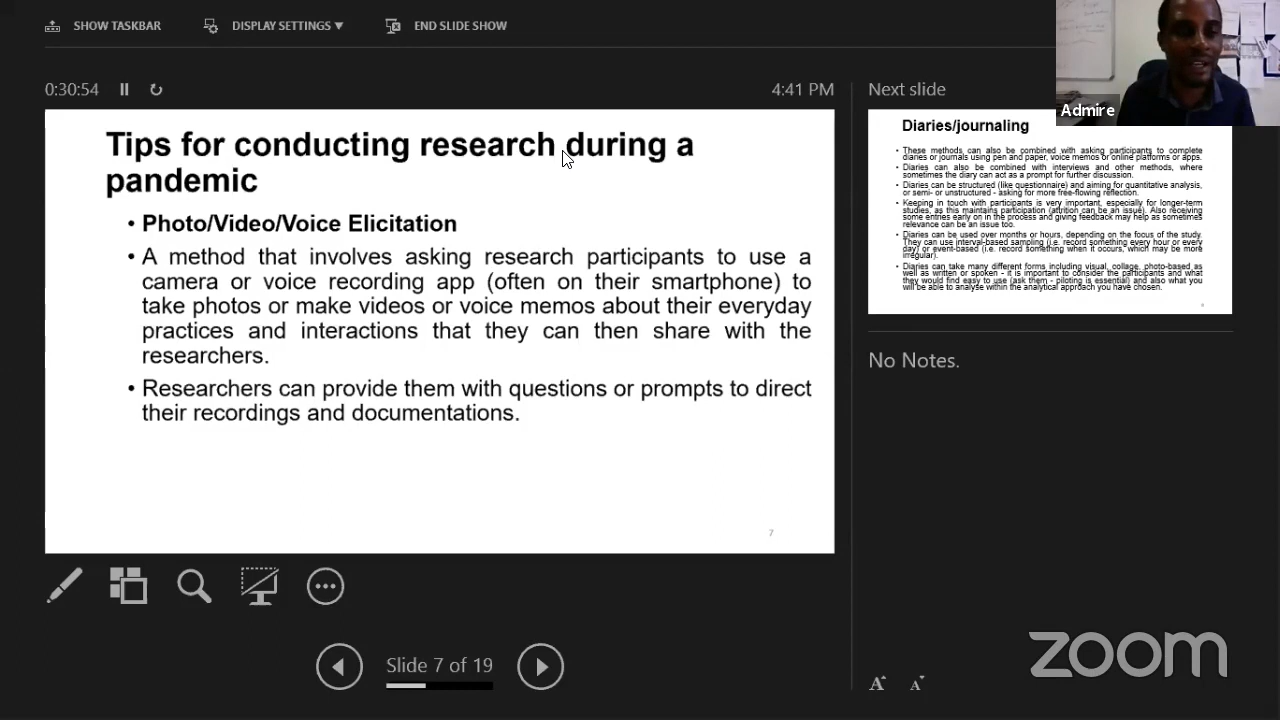 SHOW TASKBAR DISPLAY SETTINGS ▼ END SLIDE SHOW
0:30:54 4:41 PM
Tips for conducting research during a
pandemic
• Photo/Video/Voice Elicitation
• A method that involves asking research participants to use a
camera or voice recording app (often on their smartphone) to
take photos or make videos or voice memos about their everyday
practices and interactions that they can then share with the
researchers.
• Researchers can provide them with questions or prompts to direct
their recordings and documentations.
7
Slide 7 of 19
Next slide
Admire
Diaries/journaling
• These methods can also be combined with asking participants to complete
diaries or journals using pen and paper, voice memos or online platforms or apps.
• Diaries can also be combined with interviews and other methods, where
sometimes the diary can act as a prompt for further discussion.
• Diaries can be structured (like questionnaire) and aiming for quantitative analysis,
or semi- or unstructured - asking for more free-flowing reflection.
• Keeping in touch with participants is very important, especially for longer-term
studies, as this maintains participation (attrition can be an issue). Also receiving
some entries early on in the process and giving feedback may help as sometimes
relevance can be an issue too.
• Diaries can be used over months or hours, depending on the focus of the study.
They can use interval-based sampling (i.e. record something every hour or every
day) or event-based (i.e. record something when it occurs, which may be more
irregular).
• Diaries can take many different forms including visual, collage, photo-based as
well as written or spoken - it is important to consider the participants and what
they would find easy to use (ask them - piloting is essential) and also what you
will be able to analyse within the analytical approach you have chosen.
No Notes.
A A
zoom